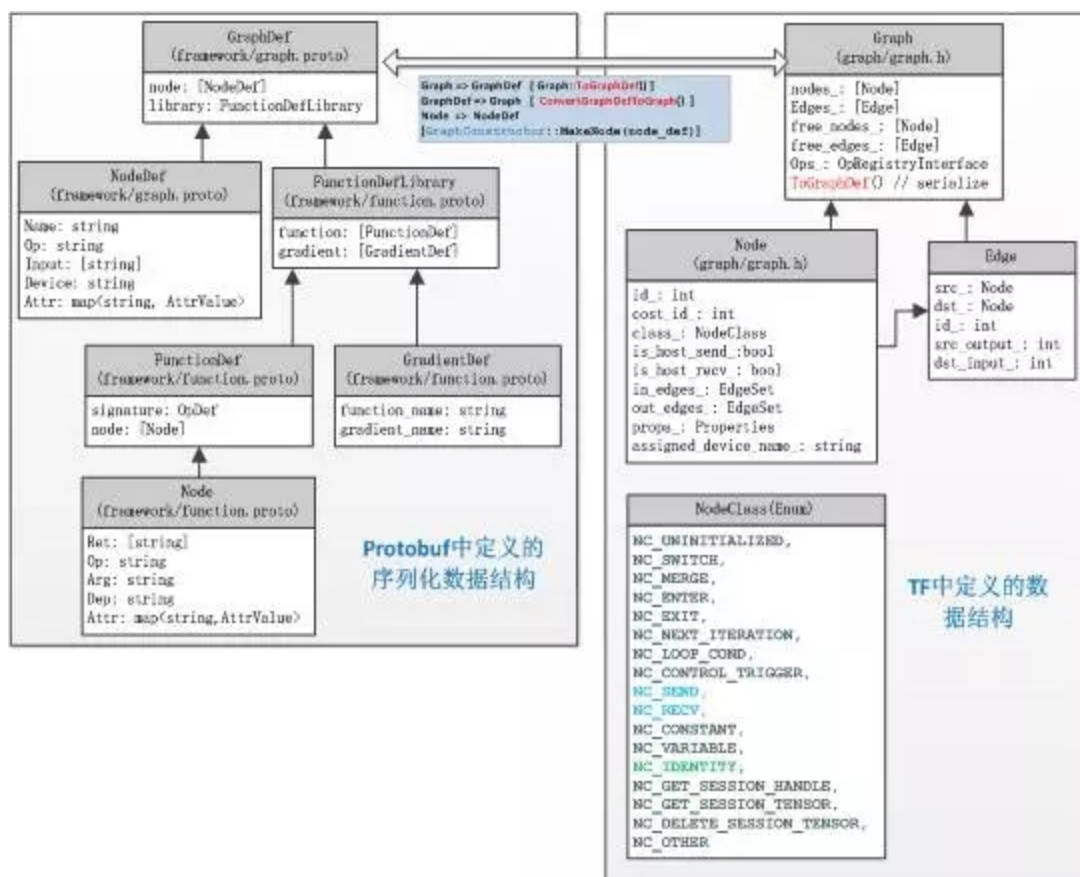 GraphDef
(framework/graph.proto)
node: [NodeDef]
library: FunctionDefLibrary
Graph => GraphDef [ Graph::ToGraphDef() ]
GraphDef => Graph [ ConvertGraphDefToGraph() ]
Node => NodeDef
[GraphConstructor::MakeNode(node_def)]
NodeDef
(framework/graph.proto)
Name: string
Op: string
Input: [string]
Device: string
Attr: map<string, AttrValue>
FunctionDefLibrary
(framework/function.proto)
function: [FunctionDef]
gradient: [GradientDef]
FunctionDef
(framework/function.proto)
signature: OpDef
node: [Node]
GradientDef
(framework/function.proto)
function_name: string
gradient_name: string
Node
(framework/function.proto)
Ret: [string]
Op: string
Arg: string
Dep: string
Attr: map<string,AttrValue>
Protobuf中定义的
序列化数据结构
Graph
(graph/graph.h)
nodes_: [Node]
Edges_: [Edge]
free_nodes_: [Node]
free_edges_: [Edge]
Ops_: OpRegistryInterface
ToGraphDef() // serialize
Node
(graph/graph.h)
id_: int
cost_id_: int
class_: NodeClass
is_host_send_:bool
is_host_recv_: bool
in_edges_: EdgeSet
out_edges_: EdgeSet
props_: Properties
assigned_device_name_: string
Edge
src_: Node
dst_: Node
id_: int
src_output_: int
dst_input_: int
NodeClass(Enum)
NC_UNINITIALIZED,
NC_SWITCH,
NC_MERGE,
NC_ENTER,
NC_EXIT,
NC_NEXT_ITERATION,
NC_LOOP_COND,
NC_CONTROL_TRIGGER,
NC_SEND,
NC_RECV,
NC_CONSTANT,
NC_VARIABLE,
NC_IDENTITY,
NC_GET_SESSION_HANDLE,
NC_GET_SESSION_TENSOR,
NC_DELETE_SESSION_TENSOR,
NC_OTHER
TF中定义的数
据结构